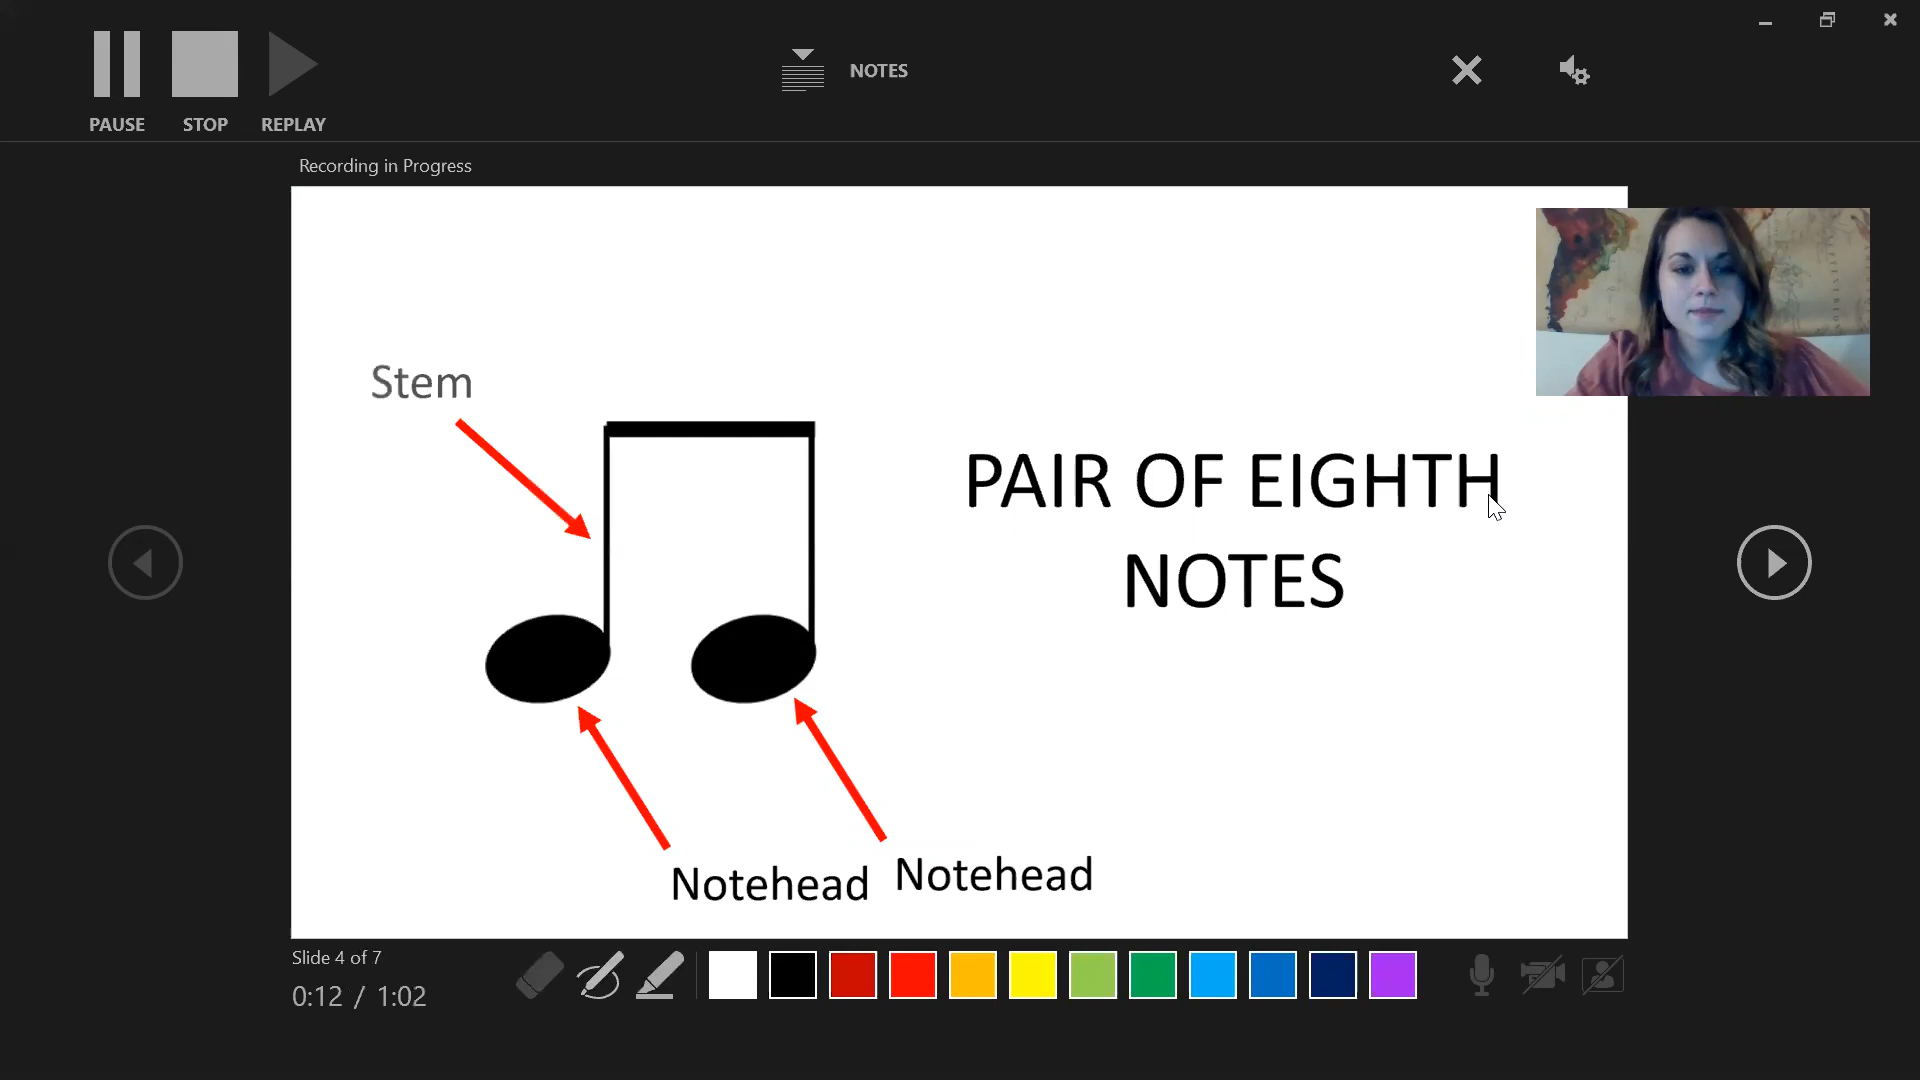 PAUSE
STOP
REPLAY
NOTES
Recording in Progress
Stem
PAIR OF EIGHTH
NOTES
Notehead
Notehead
Slide 4 of 7
0:12 / 1:02